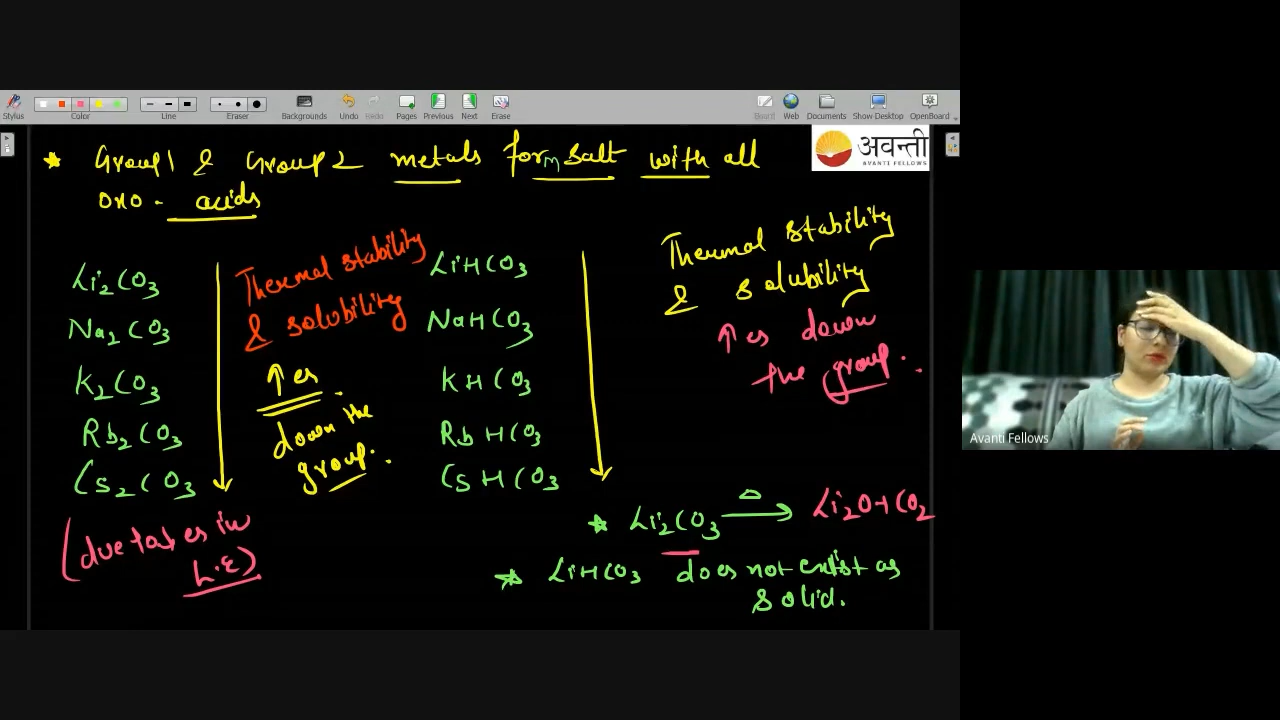 Stylus
Color
Line
Eraser
Backgrounds
Undo
Redo
Pages
Previous
Next
Erase
Board
Web
Documents
Show Desktop
OpenBoard
अवन्ती
AVANTI FELLOWS
* Group 1 & Group 2 metals form salt with all
oxo - acids
Li2CO3
Na2CO3
K2CO3
Rb2CO3
Cs2CO3
Thermal stability
& solubility
↑es
down the
group.
(due to ↓ es in
L.E)
LiHCO3
NaHCO3
KHCO3
RbHCO3
CsHCO3
Thermal stability
& solubility
↑es down
the group.
* Li2CO3 —Δ→ Li2O+CO2
* LiHCO3 does not exist as
solid.
Avanti Fellows